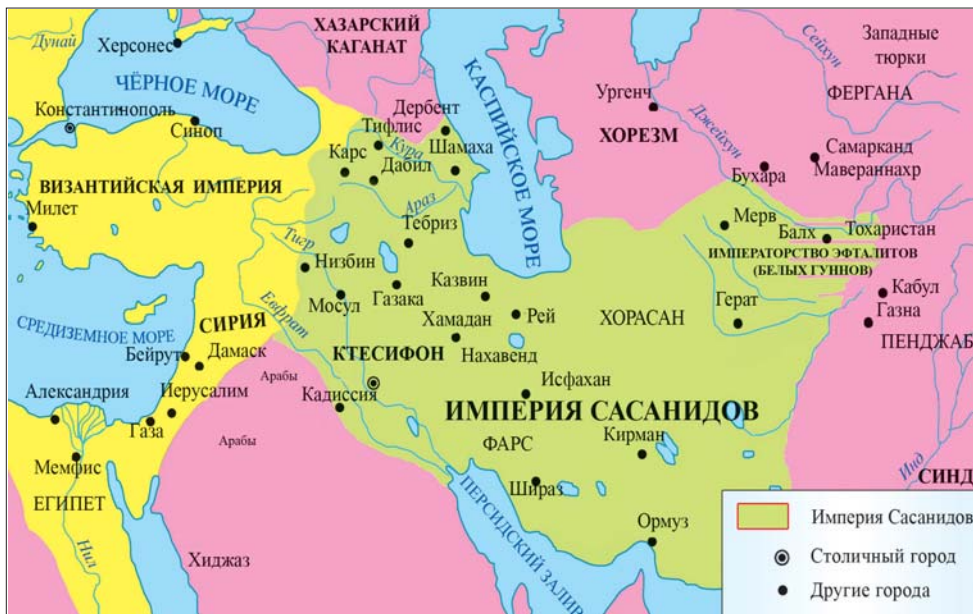 Дунай
Херсонес
ХАЗАРСКИЙ
КАГАНАТ
КАСПИЙСКОЕ МОРЕ
Сейхун
Западные
тюрки
ФЕРГАНА
ЧЁРНОЕ МОРЕ
Константинополь
Синоп
Дербент
Тифлис
Кура
Шамаха
Карс
Дабил
Араз
Ургенч
ХОРЕЗМ
Джейхун
Самарканд
Мавераннахр
Бухара
ВИЗАНТИЙСКАЯ ИМПЕРИЯ
Милет
Тебриз
Тигр
Низбин
Мерв
Балх
Тохаристан
ИМПЕРАТОРСТВО ЭФТАЛИТОВ
(БЕЛЫХ ГУННОВ)
Казвин
Газака
Мосул
Евфрат
Герат
Кабул
Газна
СРЕДИЗЕМНОЕ МОРЕ
СИРИЯ
Хамадан
Рей
ХОРАСАН
ПЕНДЖАБ
Бейрут
Дамаск
КТЕСИФОН
Нахавенд
Арабы
Александрия
Иерусалим
Кадиссия
Исфахан
ИМПЕРИЯ САСАНИДОВ
Газа
Арабы
ФАРС
Кирман
Мемфис
ЕГИПЕТ
Инд
СИНД
Шираз
ПЕРСИДСКИЙ ЗАЛИВ
Ормуз
Нил
Хиджаз
Империя Сасанидов
Столичный город
Другие города